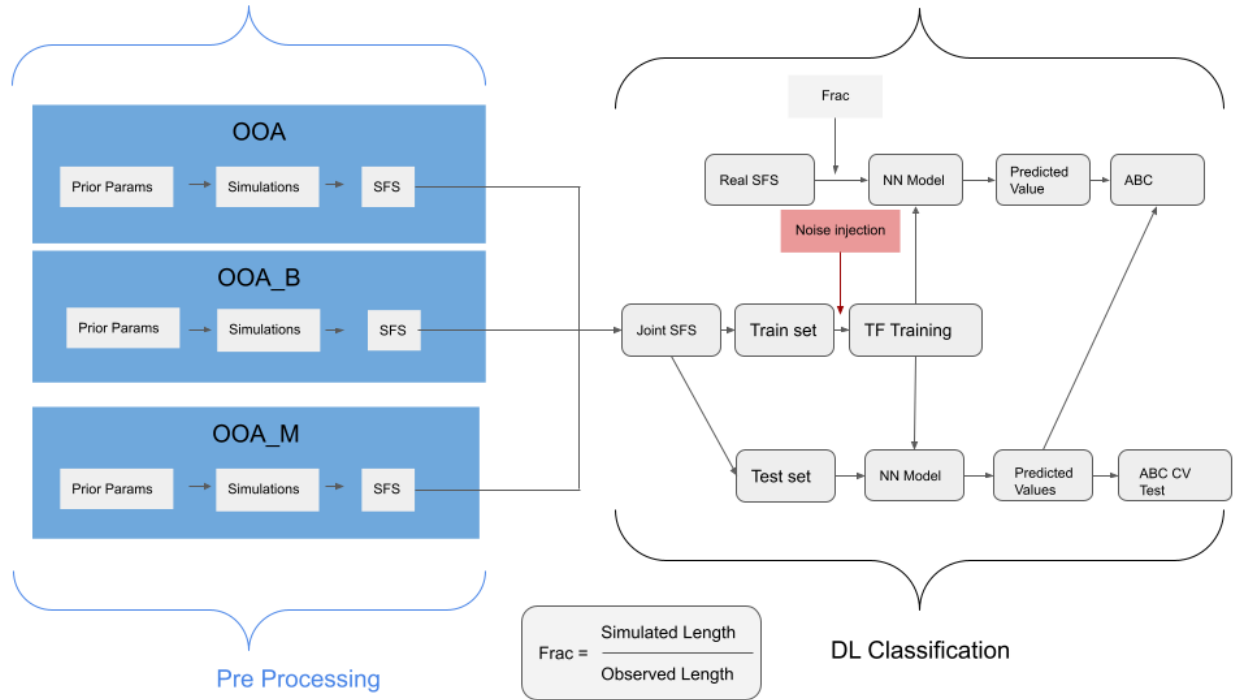 OOA
Prior Params
Simulations
SFS
OOA_B
Prior Params
Simulations
SFS
OOA_M
Prior Params
Simulations
SFS
Pre Processing
Frac
Real SFS
NN Model
Predicted
Value
ABC
Noise injection
Joint SFS
Train set
TF Training
Test set
NN Model
Predicted
Values
ABC CV
Test
Frac =
Simulated Length
Observed Length
DL Classification